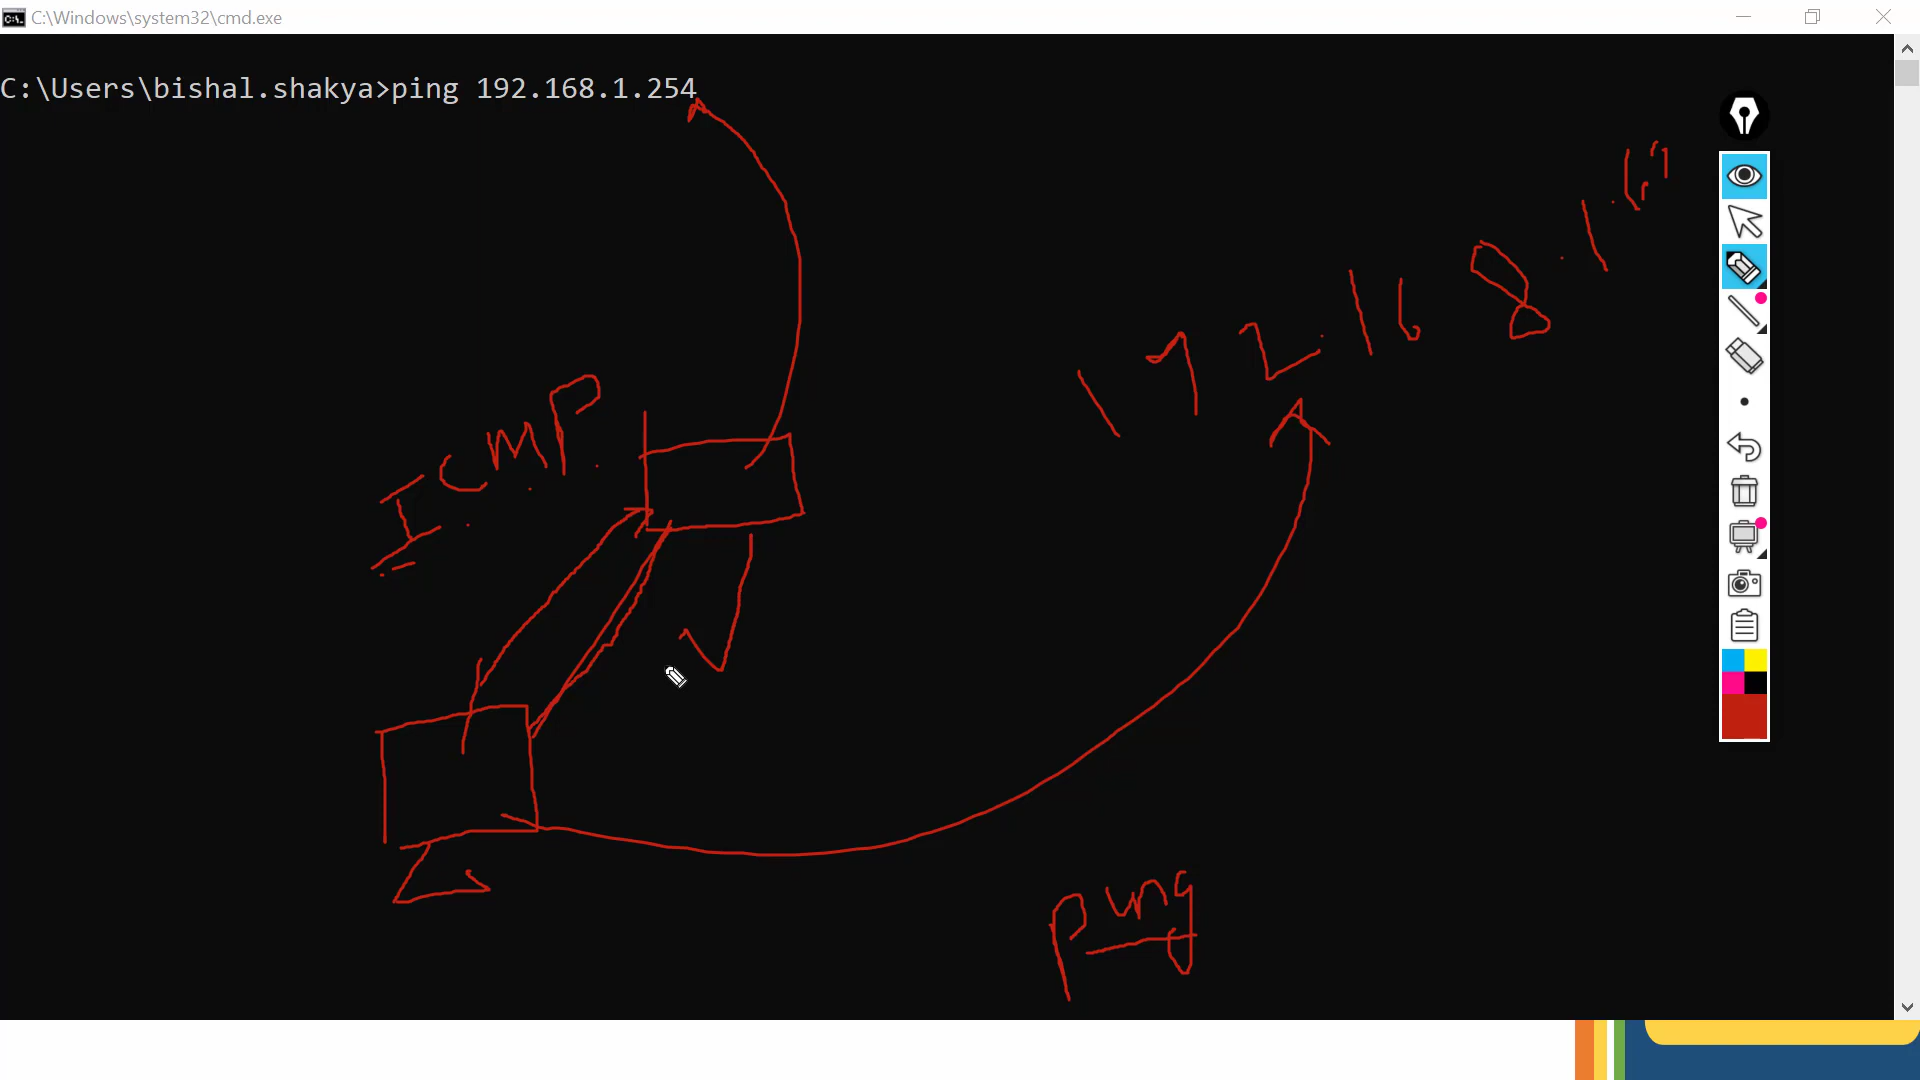 C:\Windows\system32\cmd.exe
C:\Users\bishal.shakya>ping 192.168.1.254
192.168.1.
ICMP
ping